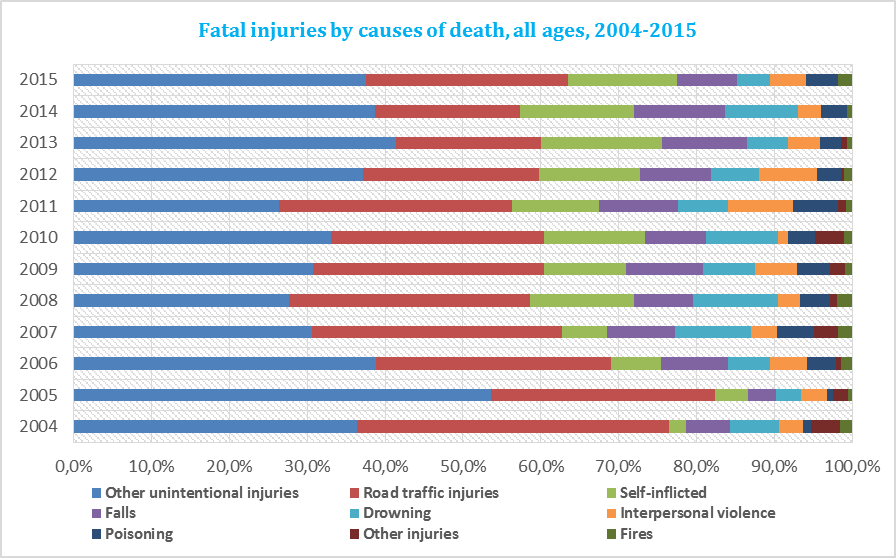 Fatal injuries by causes of death, all ages, 2004-2015
2015
2014
2013
2012
2011
2010
2009
2008
2007
2006
2005
2004
0,0% 10,0% 20,0% 30,0% 40,0% 50,0% 60,0% 70,0% 80,0% 90,0% 100,0%
Other unintentional injuries Road traffic injuries Self-inflicted
Falls Drowning Interpersonal violence
Poisoning Other injuries Fires